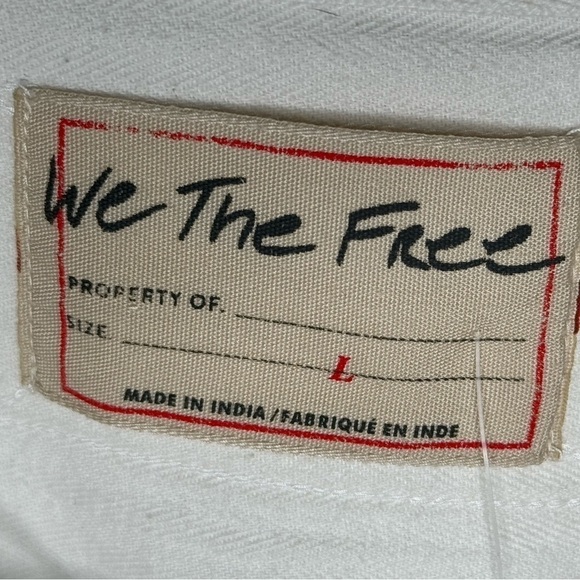 We The Free
PROPERTY OF.
SIZE
L
MADE IN INDIA / FABRIQUÉ EN INDE